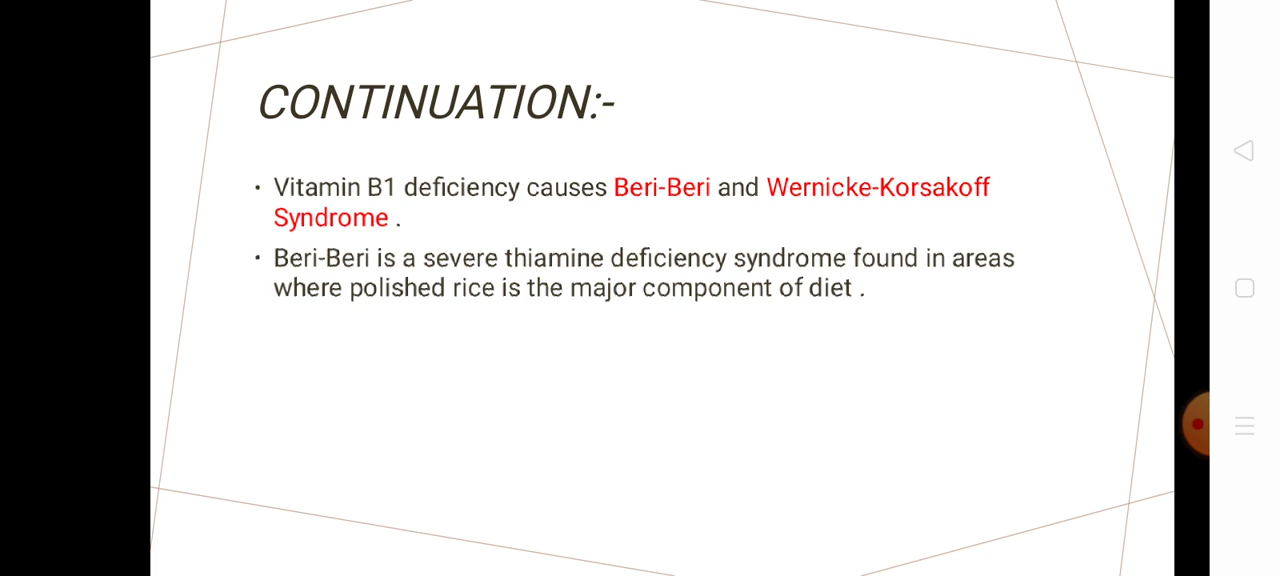 CONTINUATION:-
• Vitamin B1 deficiency causes Beri-Beri and Wernicke-Korsakoff
Syndrome .
• Beri-Beri is a severe thiamine deficiency syndrome found in areas
where polished rice is the major component of diet .